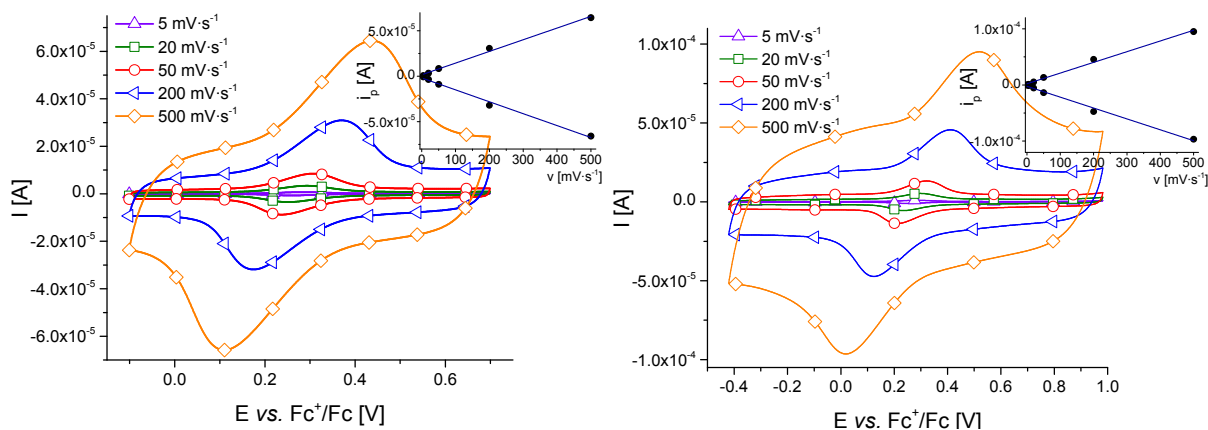 5 mV·s⁻¹
20 mV·s⁻¹
50 mV·s⁻¹
200 mV·s⁻¹
500 mV·s⁻¹
6.0x10⁻⁵
4.0x10⁻⁵
2.0x10⁻⁵
0.0
-2.0x10⁻⁵
-4.0x10⁻⁵
-6.0x10⁻⁵
I [A]
0.0 0.2 0.4 0.6
E vs. Fc⁺/Fc [V]
5.0x10⁻⁵
0.0
-5.0x10⁻⁵
iₚ [A]
0 100 200 300 400 500
v [mV·s⁻¹]
5 mV·s⁻¹
20 mV·s⁻¹
50 mV·s⁻¹
200 mV·s⁻¹
500 mV·s⁻¹
1.0x10⁻⁴
5.0x10⁻⁵
0.0
-5.0x10⁻⁵
-1.0x10⁻⁴
I [A]
-0.4 -0.2 0.0 0.2 0.4 0.6 0.8 1.0
E vs. Fc⁺/Fc [V]
1.0x10⁻⁴
0.0
-1.0x10⁻⁴
iₚ [A]
0 100 200 300 400 500
v [mV·s⁻¹]